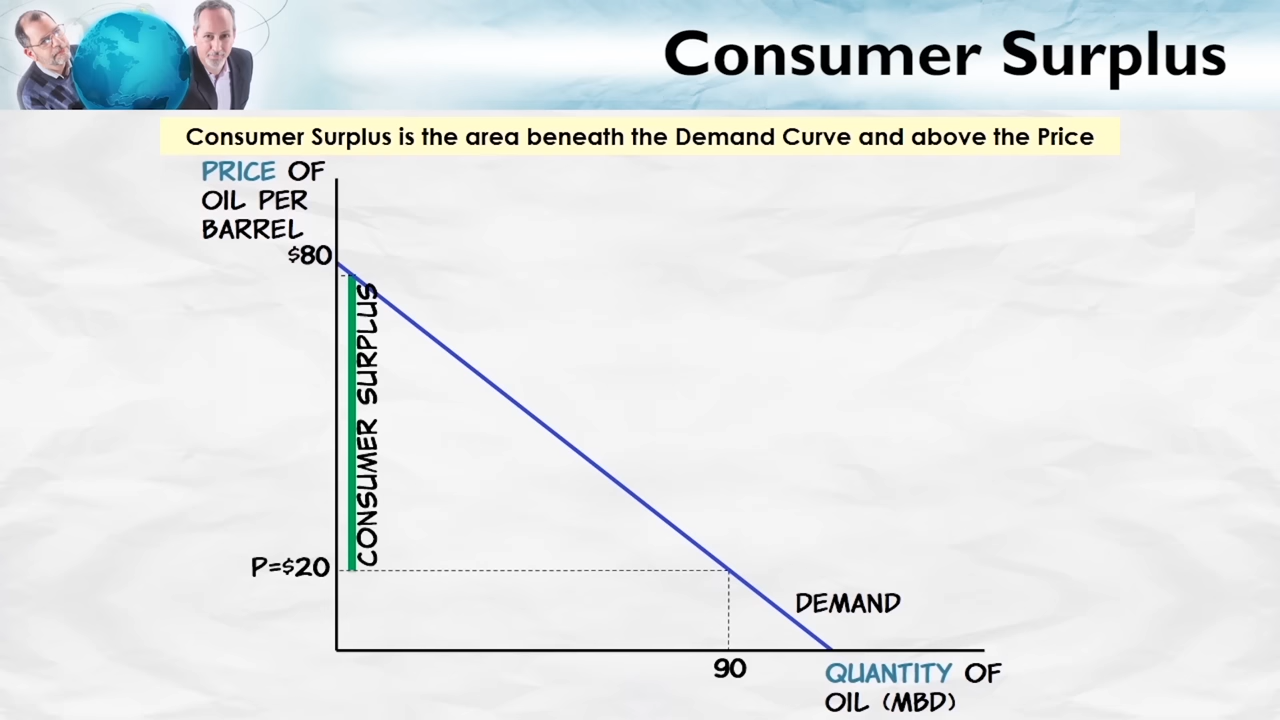 Consumer Surplus
Consumer Surplus is the area beneath the Demand Curve and above the Price
PRICE OF
OIL PER
BARREL
$80
CONSUMER SURPLUS
P=$20
DEMAND
90
QUANTITY OF
OIL (MBD)